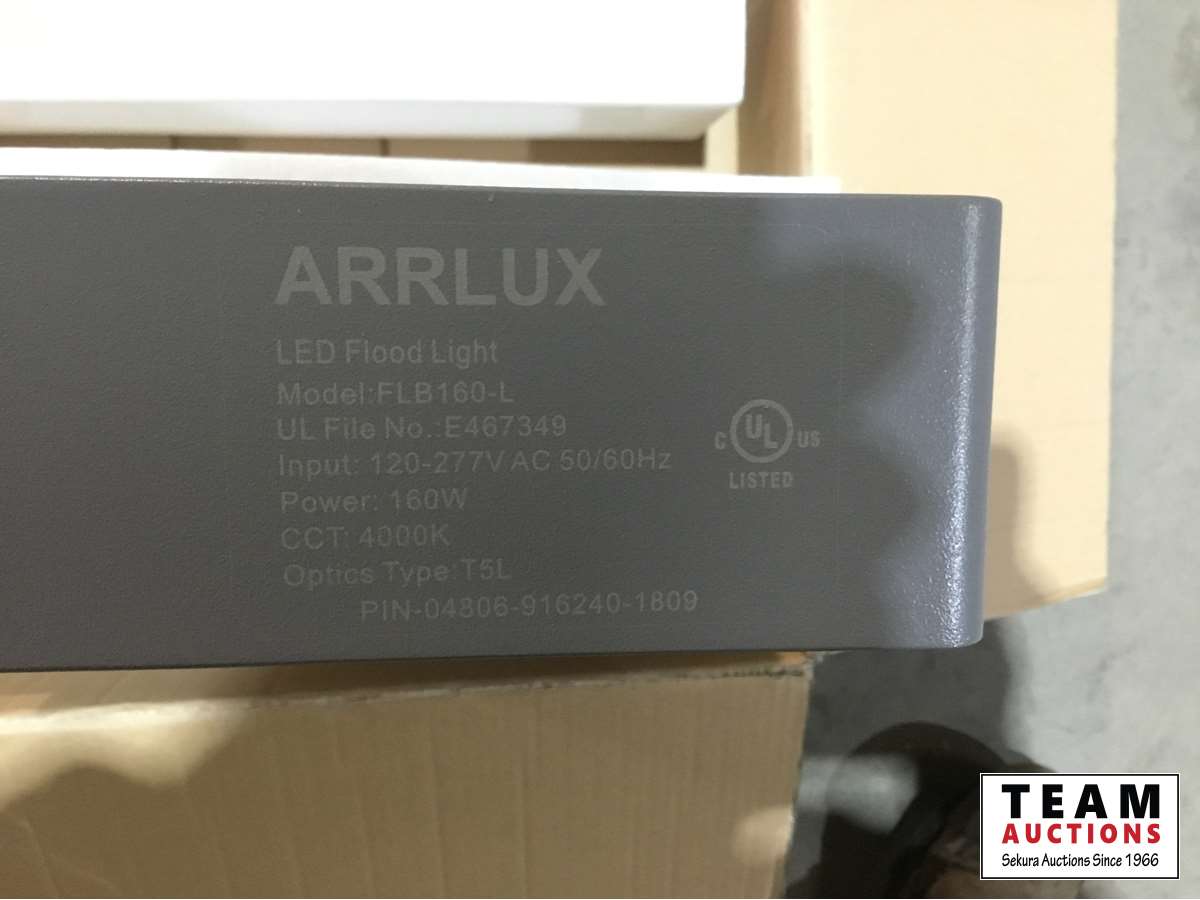 ARRLUX
LED Flood Light
Model:FLB160-L
UL File No.:E467349
Input: 120-277V AC 50/60Hz
Power: 160W
CCT: 4000K
Optics Type:T5L
PIN-04806-916240-1809
C UL US
LISTED
TEAM
AUCTIONS
Sekura Auctions Since 1966